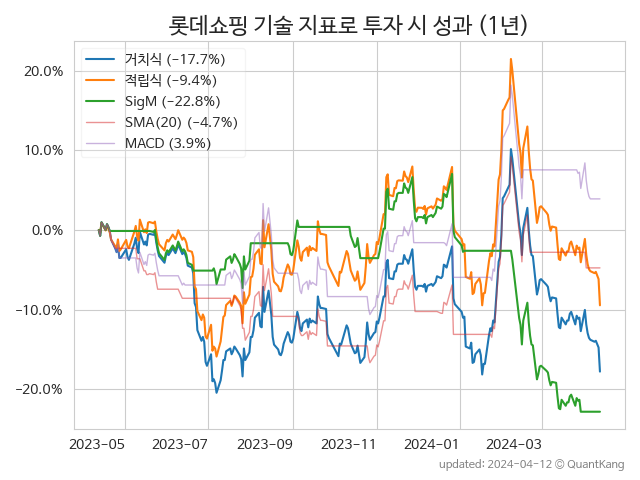 롯데쇼핑 기술 지표로 투자 시 성과 (1년)
거치식 (−17.7%)
적립식 (−9.4%)
SigM (−22.8%)
SMA(20) (−4.7%)
MACD (3.9%)
20.0%
10.0%
0.0%
−10.0%
−20.0%
2023-05 2023-07 2023-09 2023-11 2024-01 2024-03
updated: 2024-04-12 © QuantKang